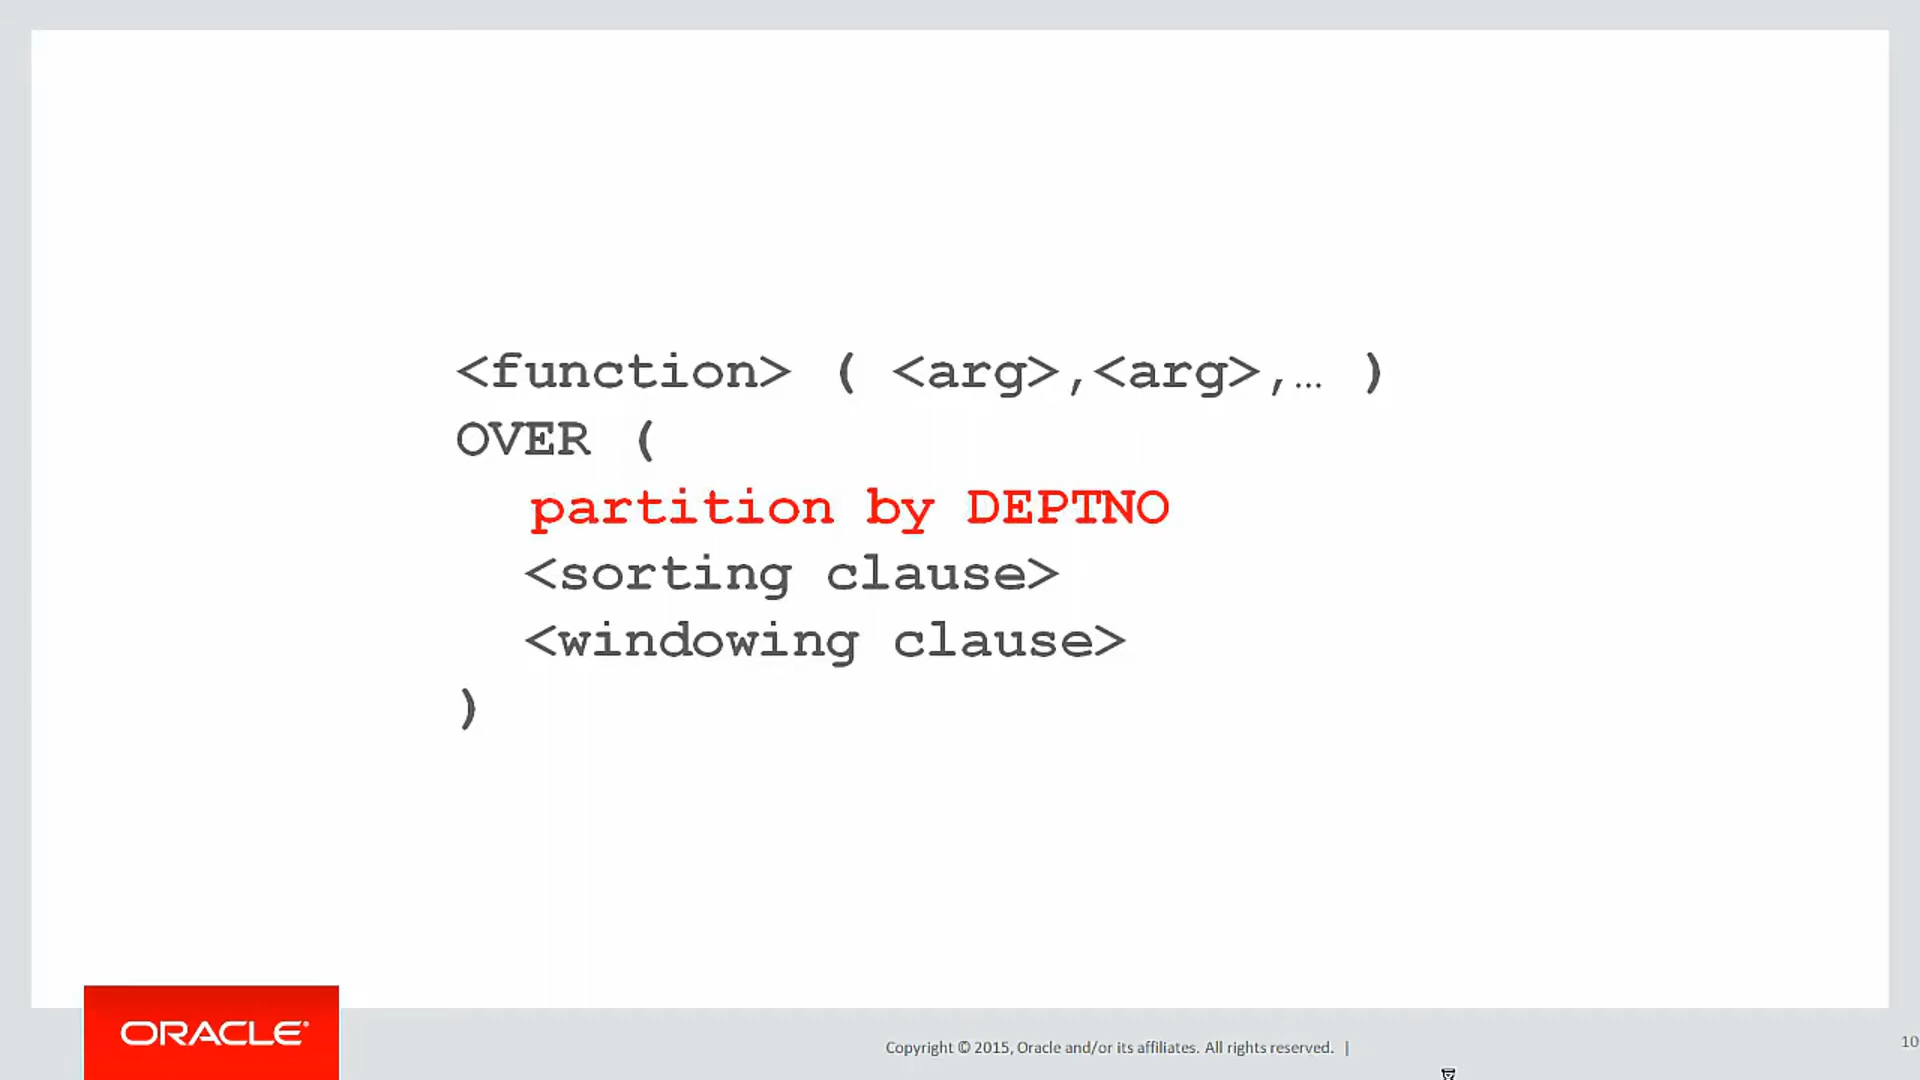 <function> ( <arg>,<arg>,… )
OVER (
partition by DEPTNO
<sorting clause>
<windowing clause>
)
ORACLE®
Copyright © 2015, Oracle and/or its affiliates. All rights reserved. |
10